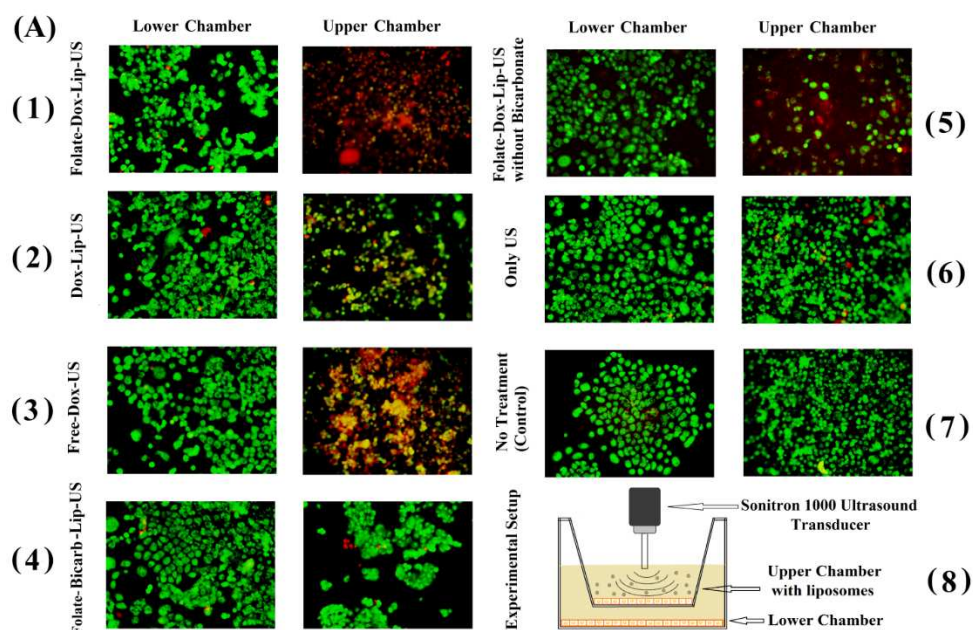 (A)
Lower Chamber
Upper Chamber
Lower Chamber
Upper Chamber
(1)
Folate-Dox-Lip-US
(2)
Dox-Lip-US
(3)
Free-Dox-US
(4)
Folate-Bicarb-Lip-US
Folate-Dox-Lip-US
without Bicarbonate
(5)
Only US
(6)
No Treatment
(Control)
(7)
Experimental Setup
Sonitron 1000 Ultrasound
Transducer
Upper Chamber
with liposomes
Lower Chamber
(8)